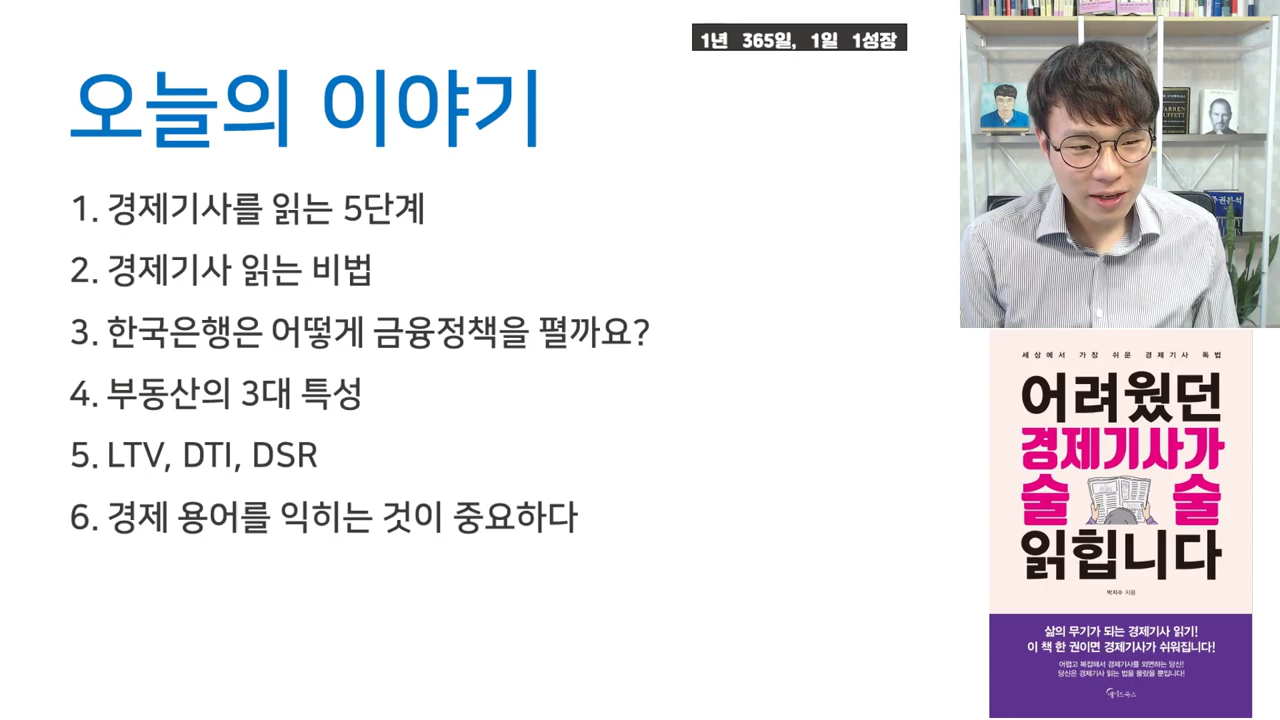 1년 365일, 1일 1성장
오늘의 이야기
1. 경제기사를 읽는 5단계
2. 경제기사 읽는 비법
3. 한국은행은 어떻게 금융정책을 펼까요?
4. 부동산의 3대 특성
5. LTV, DTI, DSR
6. 경제 용어를 익히는 것이 중요하다
WARREN
BUFFETT
세상에서 가장 쉬운 경제기사 독법
어려웠던
경제기사가
술 술
읽힙니다
박지수 지음
삶의 무기가 되는 경제기사 읽기!
이 책 한 권이면 경제기사가 쉬워집니다!
어렵고 복잡해서 경제기사를 외면하는 당신!
당신은 경제기사 읽는 법을 몰랐을 뿐입니다!